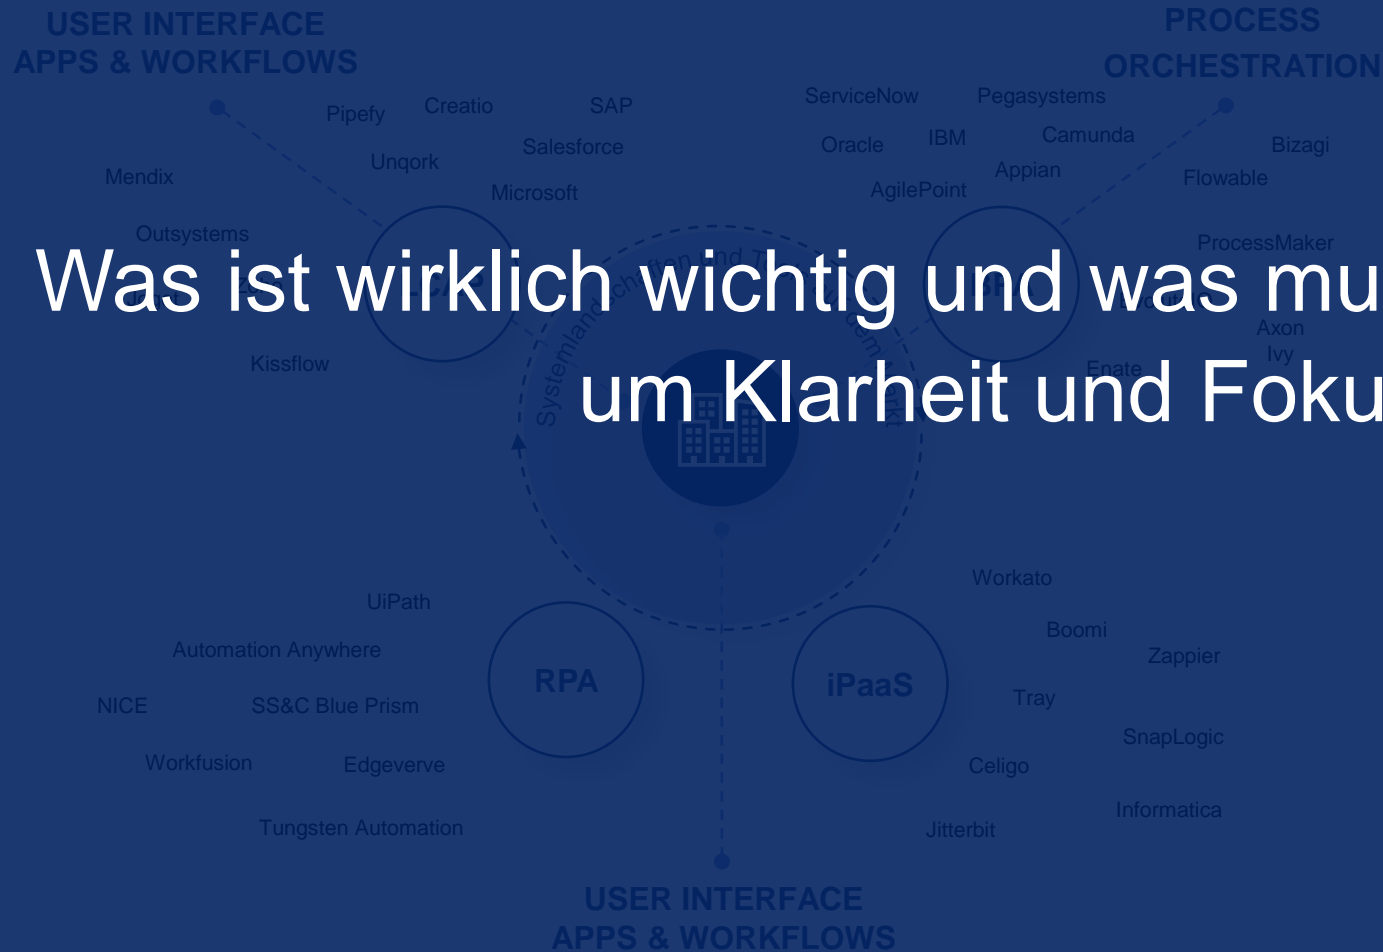 USER INTERFACE
APPS & WORKFLOWS
PROCESS
ORCHESTRATION
Pipefy
Creatio
SAP
Unqork
Salesforce
Microsoft
Mendix
Outsystems
Kissflow
LCAP
ServiceNow
Pegasystems
Oracle
IBM
Camunda
Bizagi
Appian
Flowable
AgilePoint
ProcessMaker
Axon
Ivy
Enate
BPA
Was ist wirklich wichtig und was mu
um Klarheit und Foku
UiPath
Automation Anywhere
NICE
SS&C Blue Prism
Workfusion
Edgeverve
Tungsten Automation
RPA
iPaaS
Workato
Boomi
Zappier
Tray
SnapLogic
Celigo
Informatica
Jitterbit
USER INTERFACE
APPS & WORKFLOWS